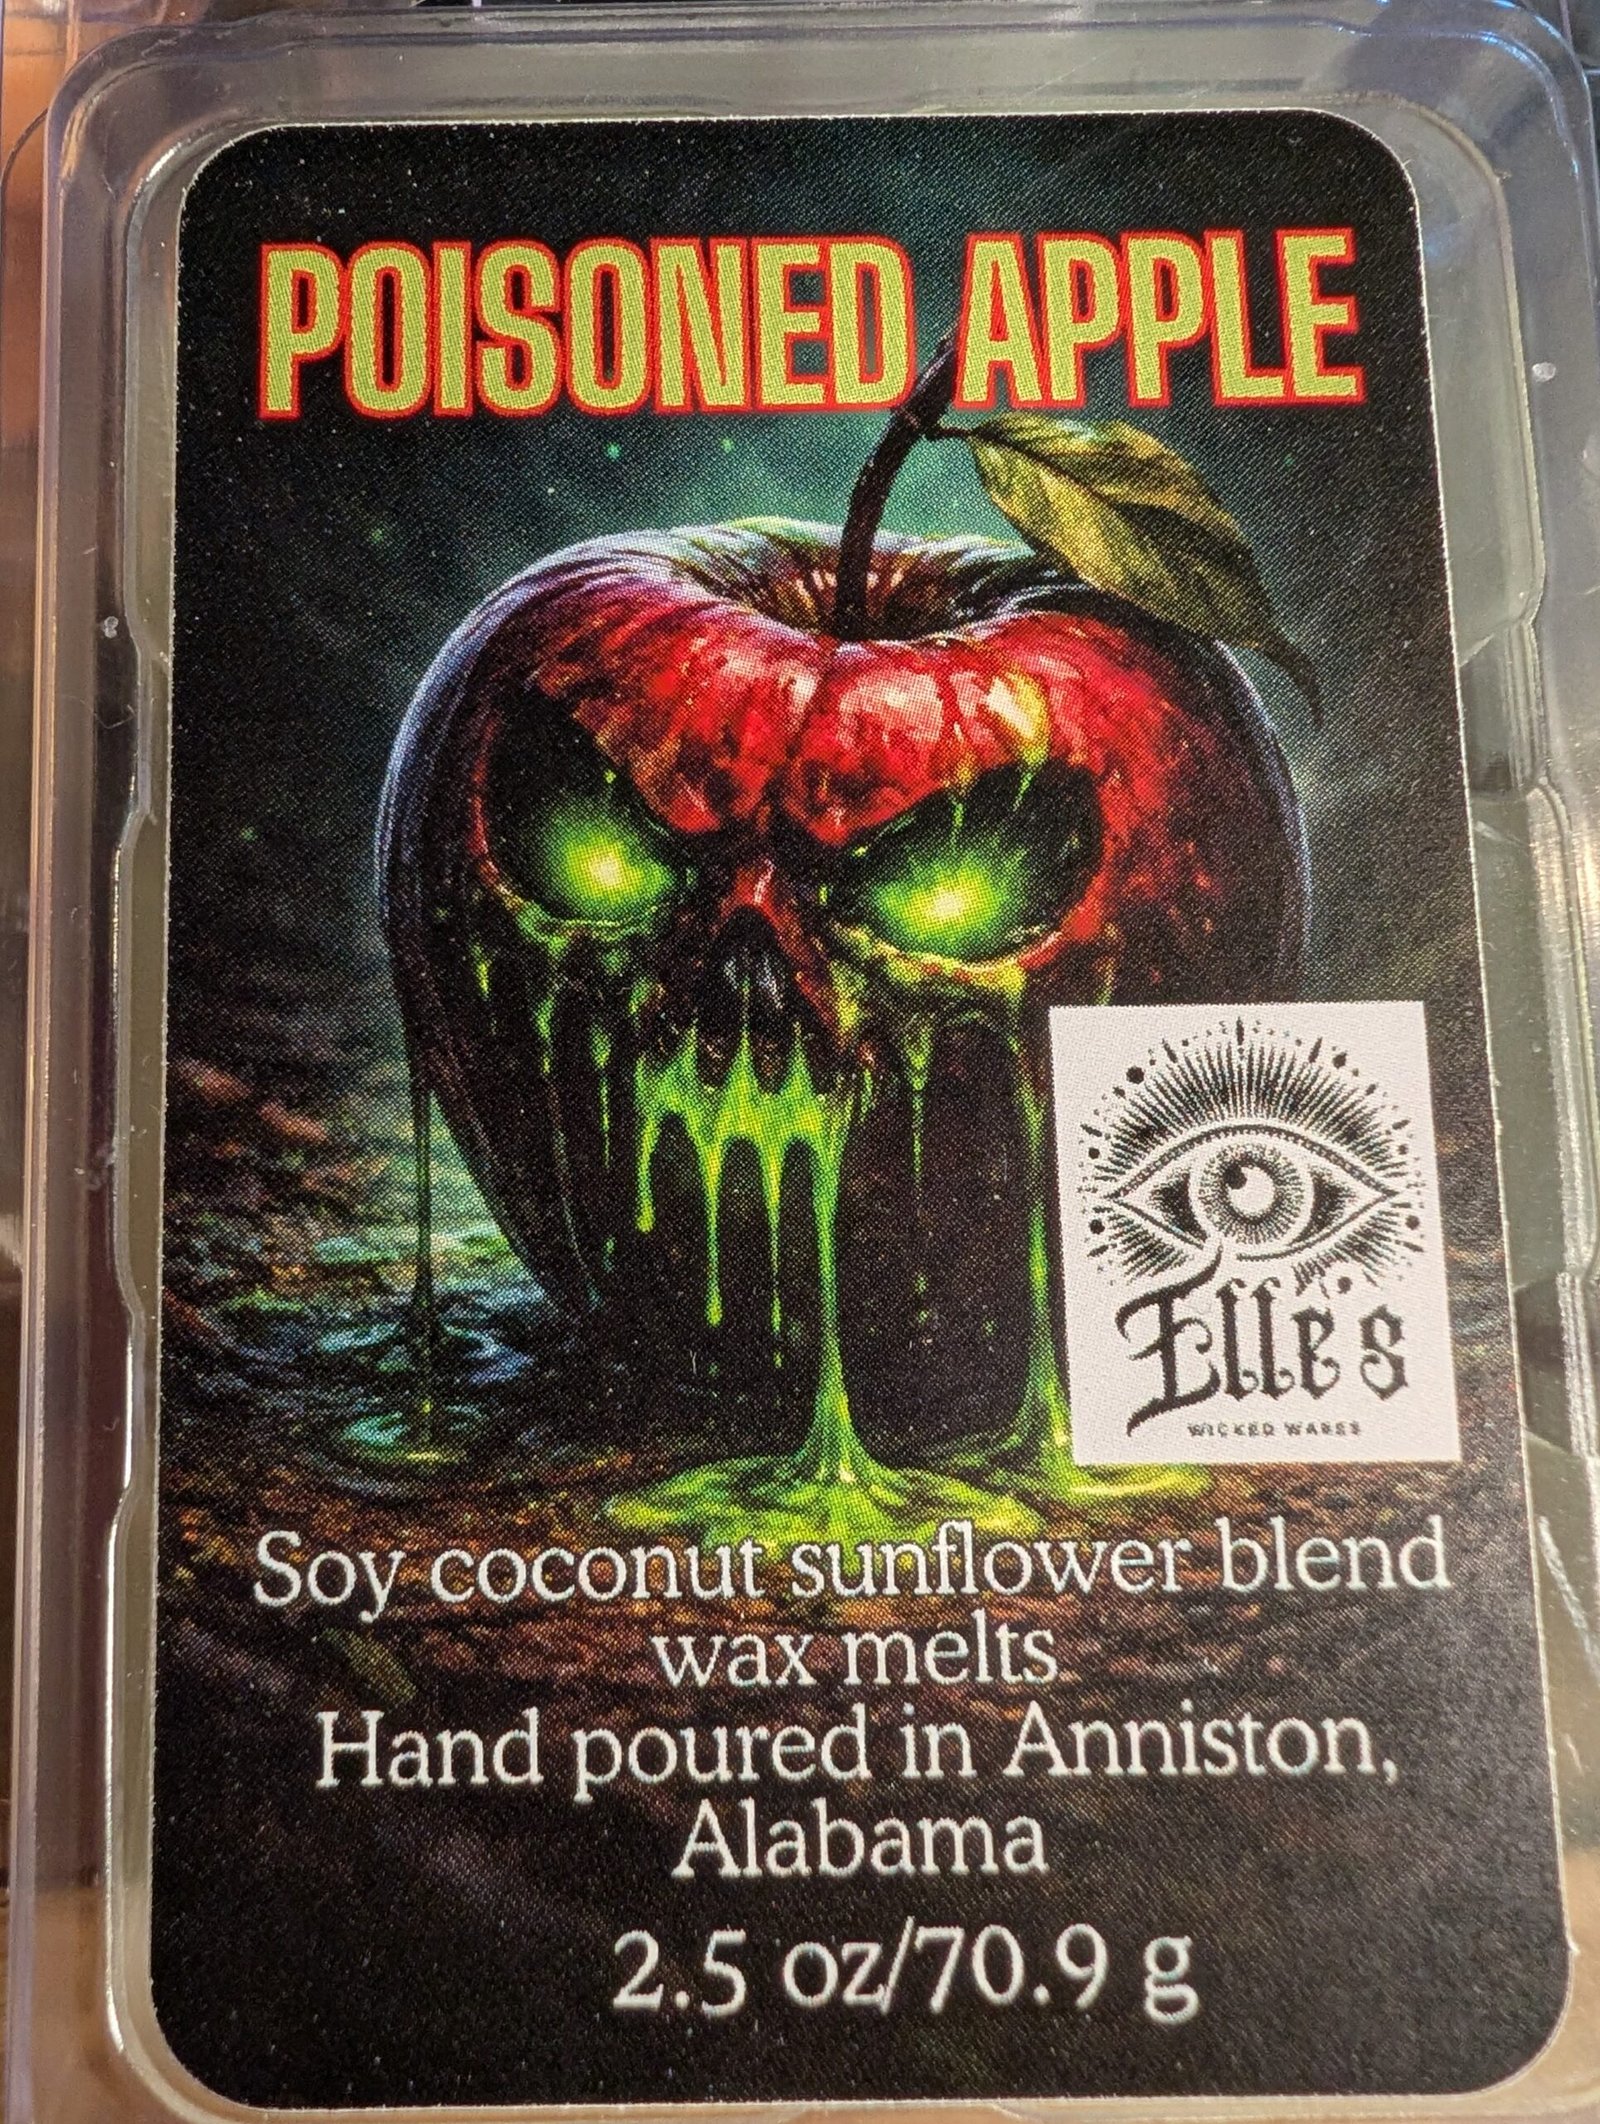 POISONED APPLE
Elle's
WICKED WARES
Soy coconut sunflower blend
wax melts
Hand poured in Anniston,
Alabama
2.5 oz/70.9 g